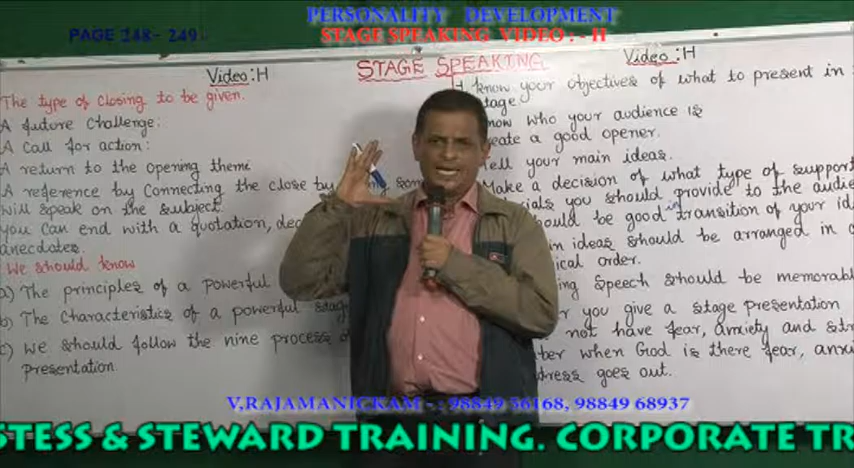 PERSONALITY DEVELOPMENT
PAGE 248- 249.
STAGE SPEAKING VIDEO : - H
Video : H
STAGE SPEAKING
Video : H
The type of closing to be given.
A future challenge:
A call for action:
A return to the opening theme
A reference by connecting the close by
will speak on the subject.
you can end with a quotation,
anecdotes.
We should know
a) The principles of a powerful
b) The characteristics of a powerful stage
c) We should follow the nine process of
presentation
know your objectives of what to present in
stage.
know who your audience is
create a good opener.
Tell your main ideas.
Make a decision of what type of support
you should provide to the audie
should be good in transition of your id
ideas should be arranged in
order.
Speech should be memorabl
you give a stage presentation
not have fear, anxiety and str
when God is there fear, anxi
goes out.
V,RAJAMANICKAM - : 98849 36168, 98849 68937
STESS & STEWARD TRAINING. CORPORATE TR